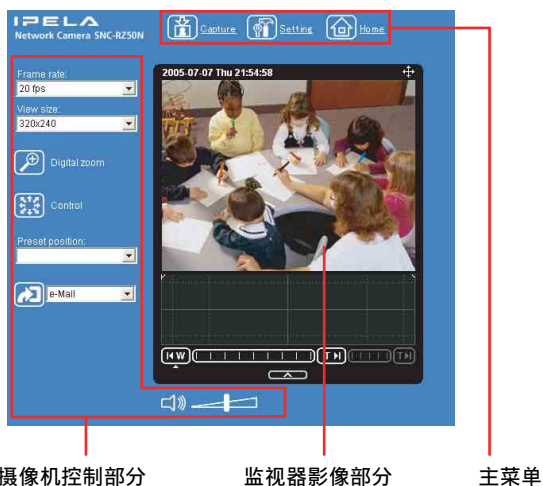 IPELA
Network Camera SNC-RZ50N
Capture Setting Home
Frame rate:
20 fps
View size:
320x240
Digital zoom
Control
Preset position:
e-Mail
2005-07-07 Thu 21:54:58
W T T
摄像机控制部分 监视器影像部分 主菜单